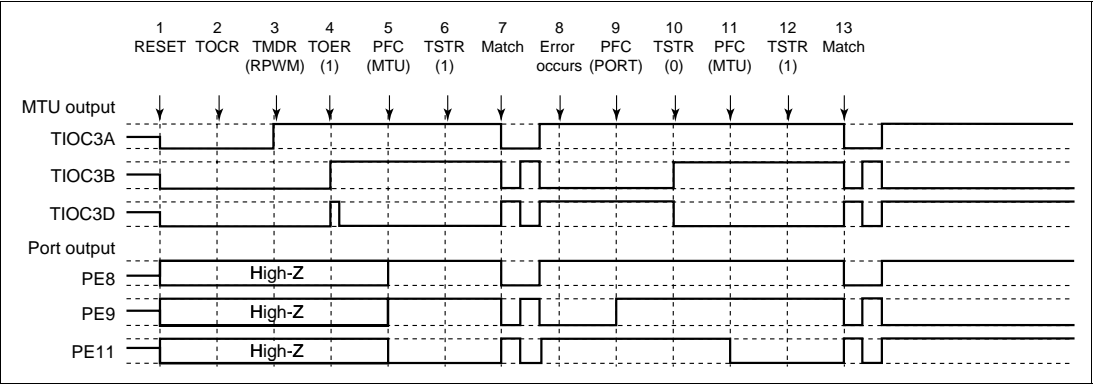 1 2 3 4 5 6 7 8 9 10 11 12 13
RESET TOCR TMDR TOER PFC TSTR Match Error PFC TSTR PFC TSTR Match
(RPWM) (1) (MTU) (1) occurs (PORT) (0) (MTU) (1)
MTU output
TIOC3A
TIOC3B
TIOC3D
Port output
PE8 High-Z
PE9 High-Z
PE11 High-Z